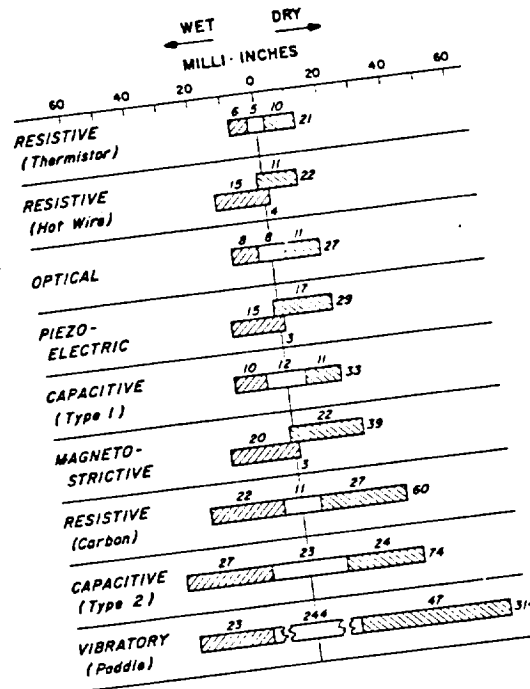 WET DRY
MILLI-INCHES
60 40 20 0 20 40 60
6 5 10 21
RESISTIVE
(Thermistor)
11
15 22
RESISTIVE
(Hot Wire)
4
8 8 11 27
OPTICAL
17
15 29
PIEZO-
ELECTRIC
3
10 12 11 33
CAPACITIVE
(Type 1)
22
20 39
MAGNETO-
STRICTIVE
3
22 11 27 60
RESISTIVE
(Carbon)
27 23 24 74
CAPACITIVE
(Type 2)
23 244 47 314
VIBRATORY
(Paddle)